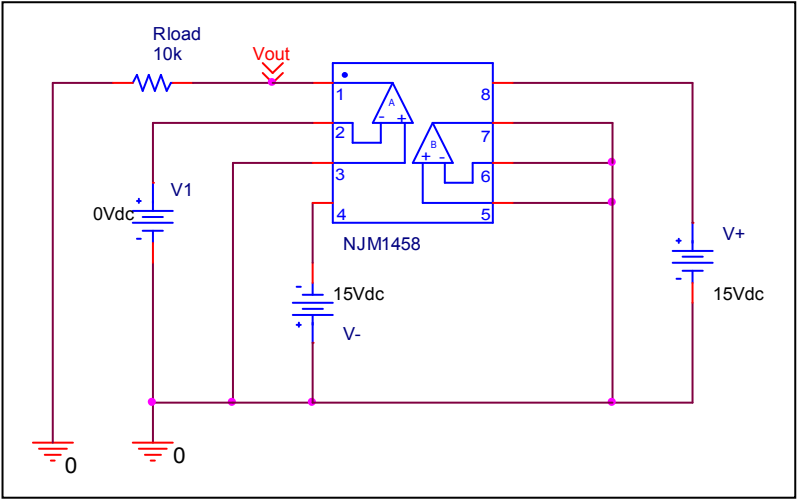 Rload
10k
Vout
1
2
3
4
A
- +
B
+ -
8
7
6
5
NJM1458
V1
+
0Vdc
-
-
15Vdc
+
V-
V+
+
-
15Vdc
0
0